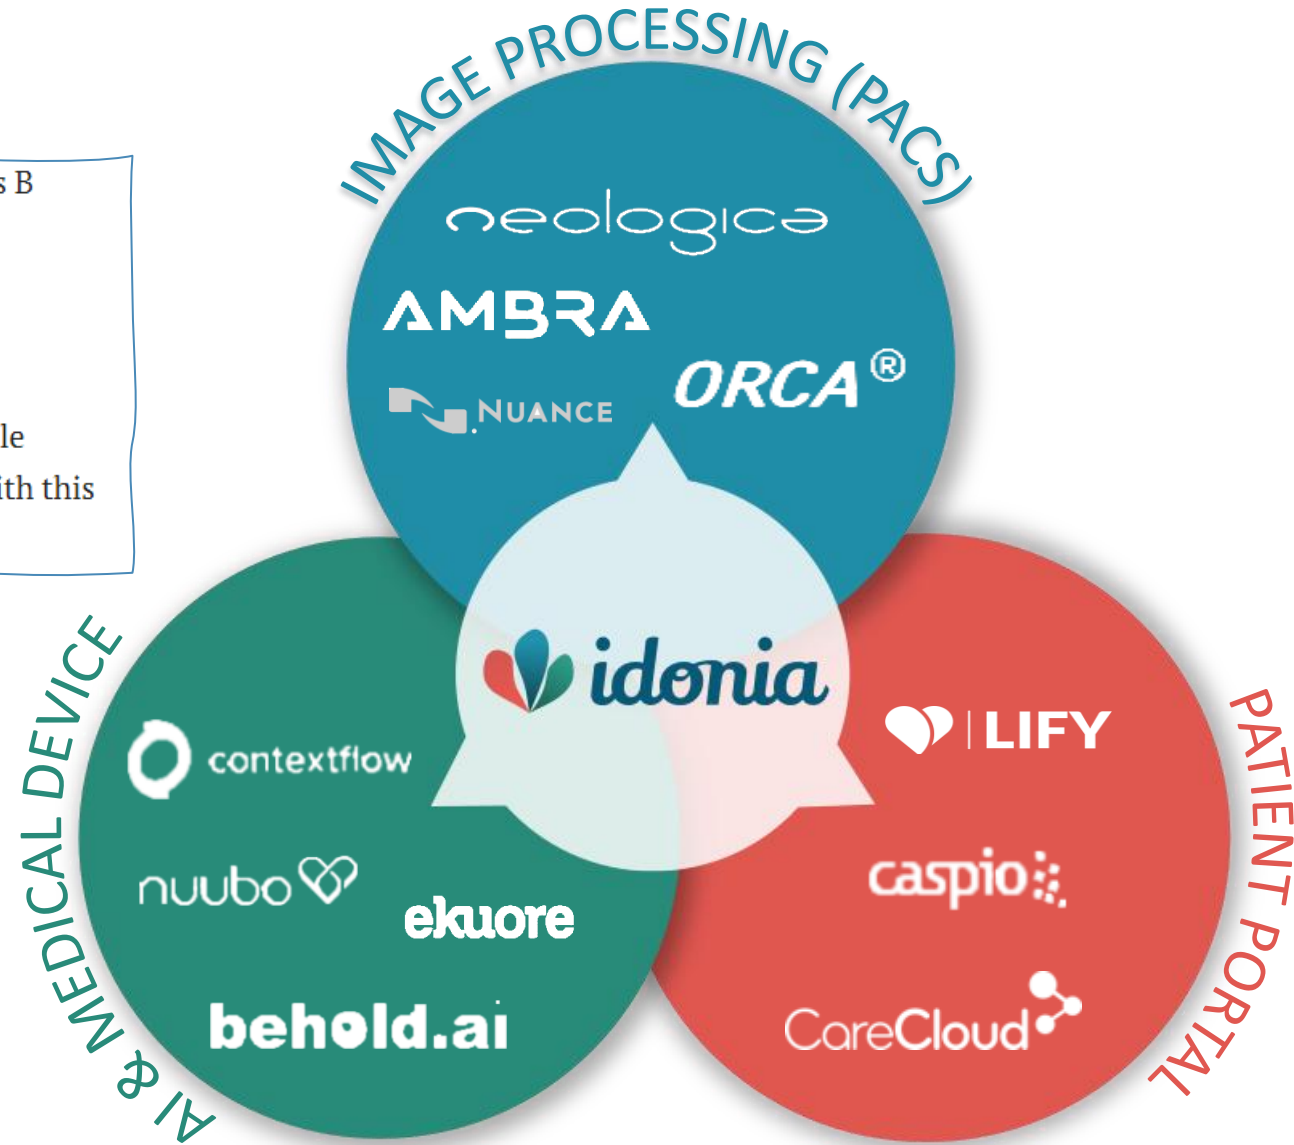 IMAGE PROCESSING (PACS)
s B
le
ith this
neologica
AMBRA
ORCA®
NUANCE
idonia
AI & MEDICAL DEVICE
contextflow
nuubo
ekuore
behold.ai
PATIENT PORTAL
LIFY
caspio
CareCloud